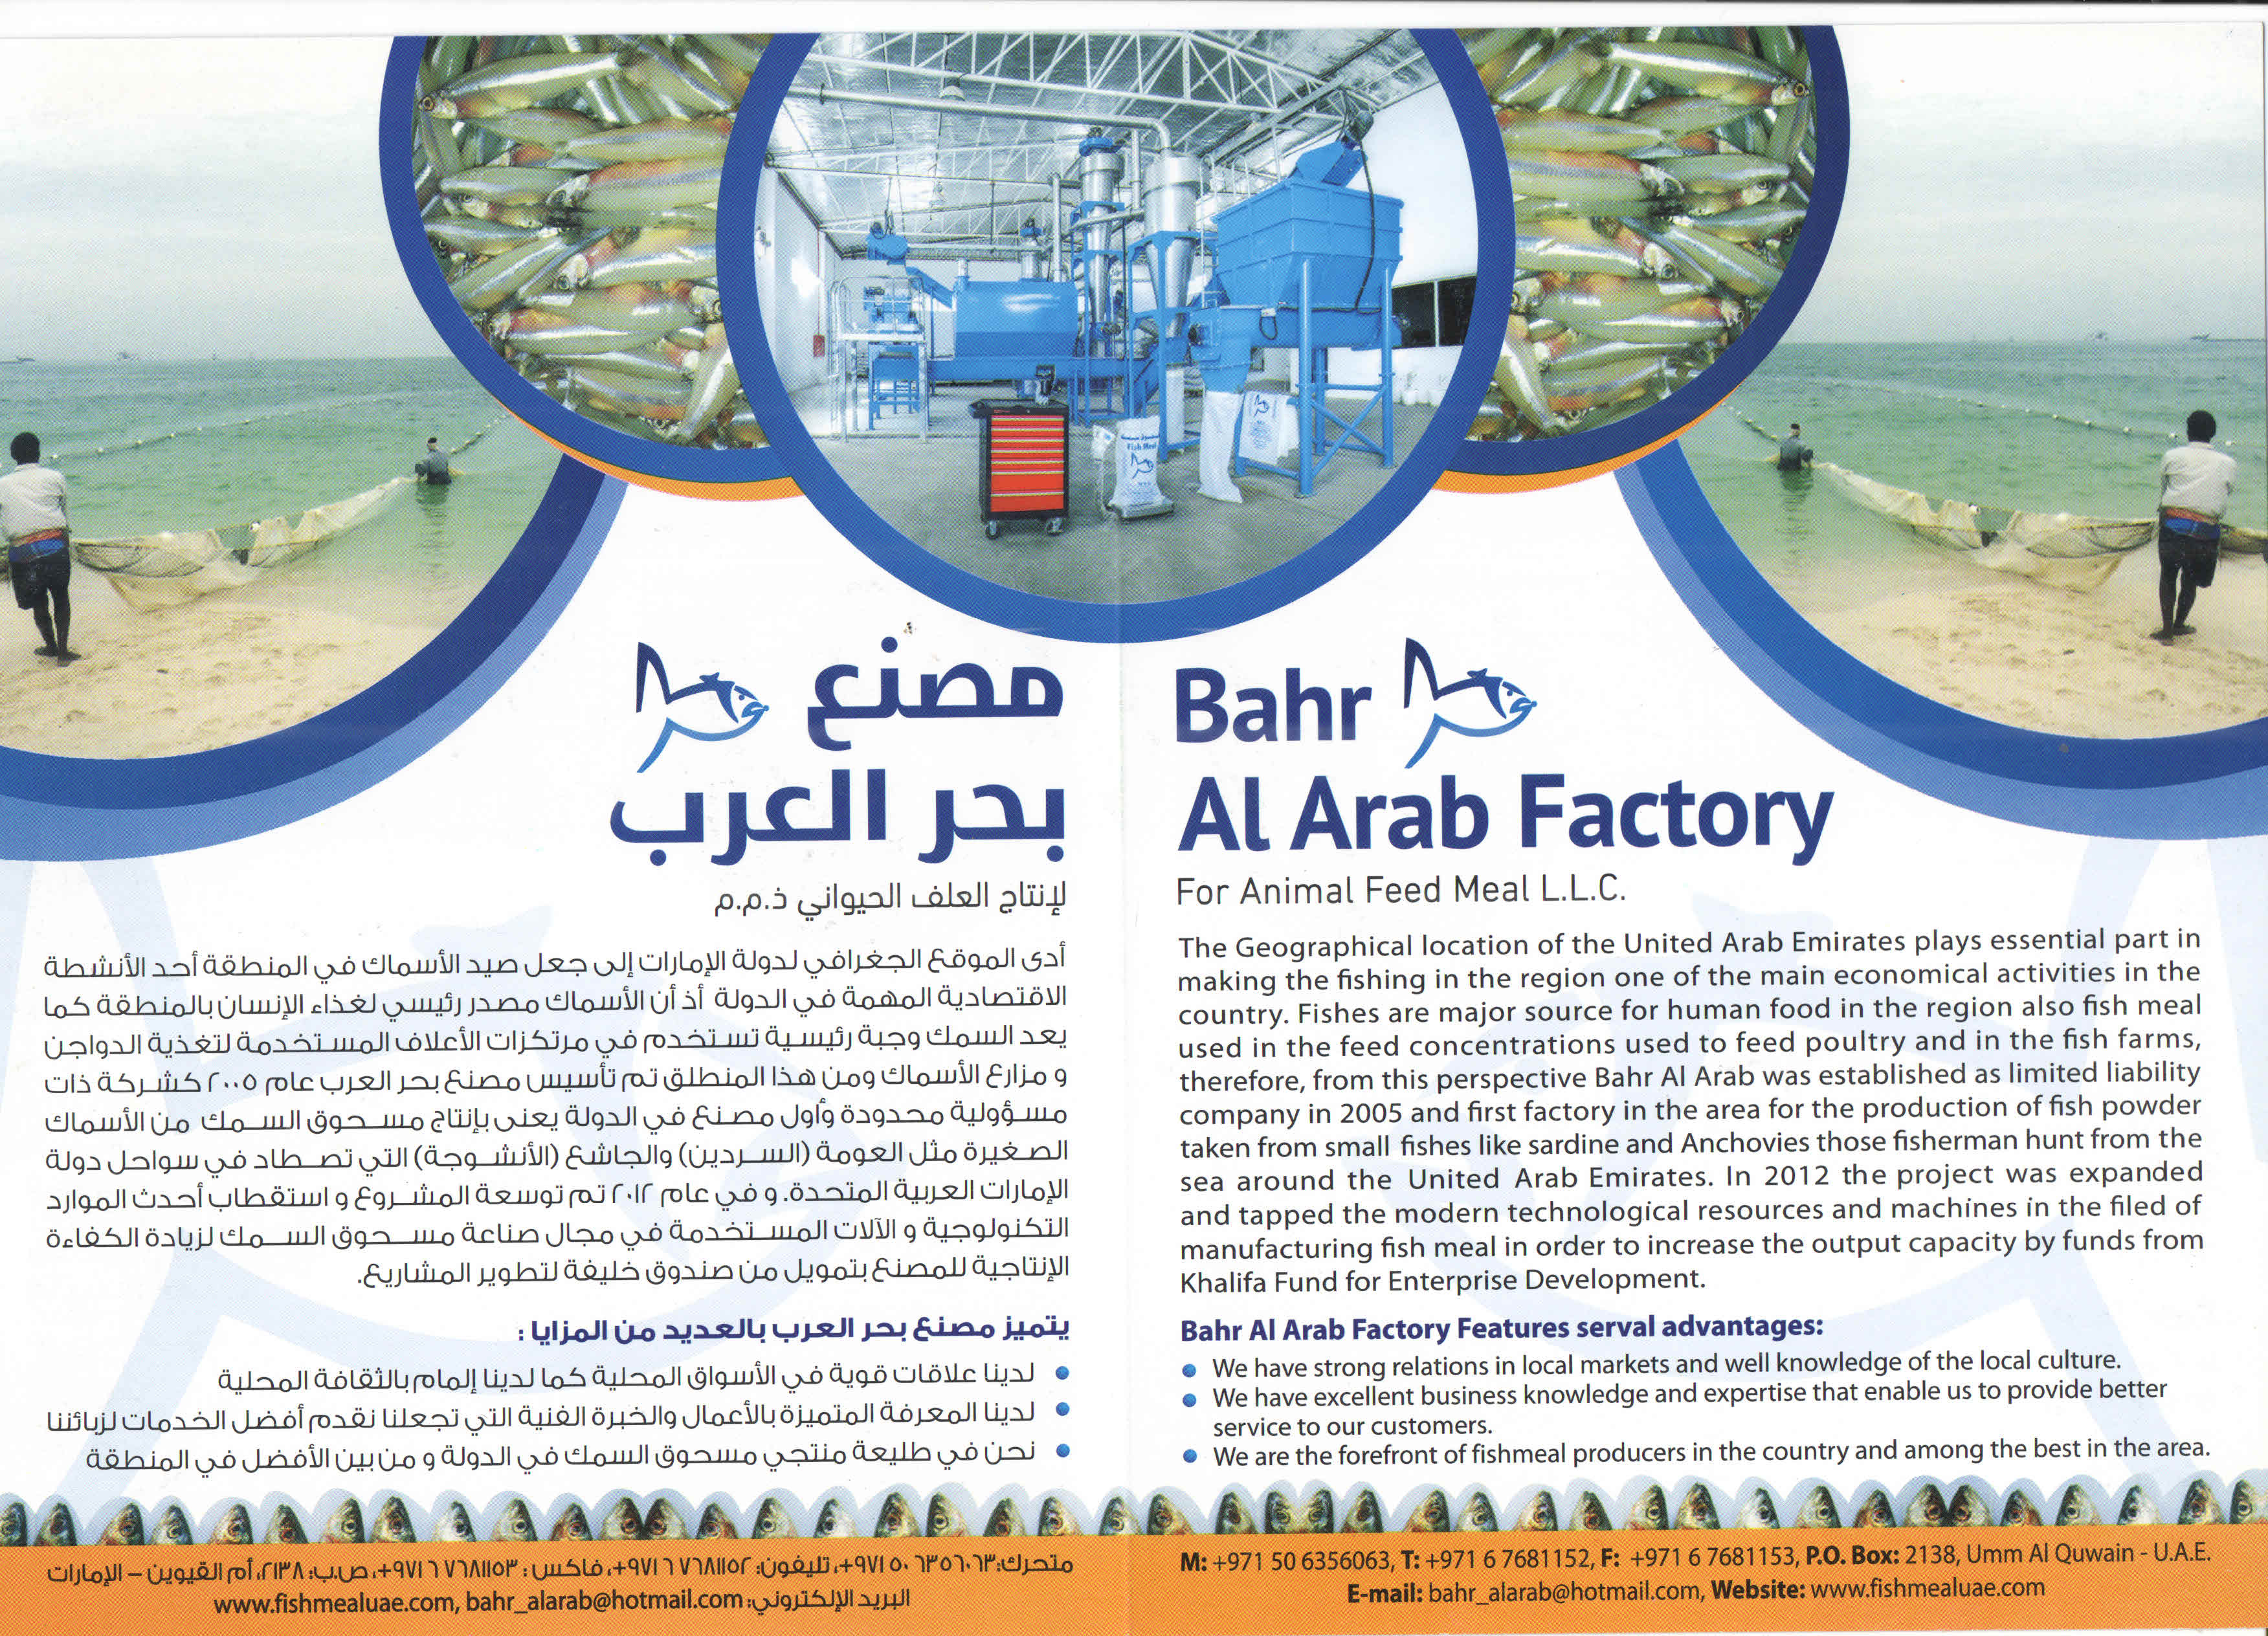 مصنع
بحر العرب
لإنتاج العلف الحيواني ذ.م.م
أدى الموقع الجغرافي لدولة الإمارات إلى جعل صيد الأسماك في المنطقة أحد الأنشطة
الاقتصادية المهمة في الدولة أذ أن الأسماك مصدر رئيسي لغذاء الإنسان بالمنطقة كما
يعد السمك وجبة رئيسية تستخدم في مرتكزات الأعلاف المستخدمة لتغذية الدواجن
و مزارع الأسماك ومن هذا المنطلق تم تأسيس مصنع بحر العرب عام ٢٠٠٥ كشركة ذات
مسؤولية محدودة وأول مصنع في الدولة يعنى بإنتاج مسحوق السمك من الأسماك
الصغيرة مثل العومة (السردين) والجاشع (الأنشوجة) التي تصطاد في سواحل دولة
الإمارات العربية المتحدة. و في عام ٢٠١٢ تم توسعة المشروع و استقطاب أحدث الموارد
التكنولوجية و الآلات المستخدمة في مجال صناعة مسحوق السمك لزيادة الكفاءة
الإنتاجية للمصنع بتمويل من صندوق خليفة لتطوير المشاريع.
يتميز مصنع بحر العرب بالعديد من المزايا :
• لدينا علاقات قوية في الأسواق المحلية كما لدينا إلمام بالثقافة المحلية
• لدينا المعرفة المتميزة بالأعمال والخبرة الفنية التي تجعلنا نقدم أفضل الخدمات لزبائننا
• نحن في طليعة منتجي مسحوق السمك في الدولة و من بين الأفضل في المنطقة
متحرك: ٦٣٥٦٠٦٣ ٥٠ ٩٧١+، تليفون: ٧٦٨١١٥٢ ٦ ٩٧١+، فاكس : ٧٦٨١١٥٣ ٦ ٩٧١+، ص.ب: ٢١٣٨، أم القيوين – الإمارات
البريد الإلكتروني: www.fishmealuae.com, bahr_alarab@hotmail.com
Fish Meal
Bahr
Al Arab Factory
For Animal Feed Meal L.L.C.
The Geographical location of the United Arab Emirates plays essential part in
making the fishing in the region one of the main economical activities in the
country. Fishes are major source for human food in the region also fish meal
used in the feed concentrations used to feed poultry and in the fish farms,
therefore, from this perspective Bahr Al Arab was established as limited liability
company in 2005 and first factory in the area for the production of fish powder
taken from small fishes like sardine and Anchovies those fisherman hunt from the
sea around the United Arab Emirates. In 2012 the project was expanded
and tapped the modern technological resources and machines in the filed of
manufacturing fish meal in order to increase the output capacity by funds from
Khalifa Fund for Enterprise Development.
Bahr Al Arab Factory Features serval advantages:
• We have strong relations in local markets and well knowledge of the local culture.
• We have excellent business knowledge and expertise that enable us to provide better
service to our customers.
• We are the forefront of fishmeal producers in the country and among the best in the area.
M: +971 50 6356063, T: +971 6 7681152, F: +971 6 7681153, P.O. Box: 2138, Umm Al Quwain - U.A.E.
E-mail: bahr_alarab@hotmail.com, Website: www.fishmealuae.com